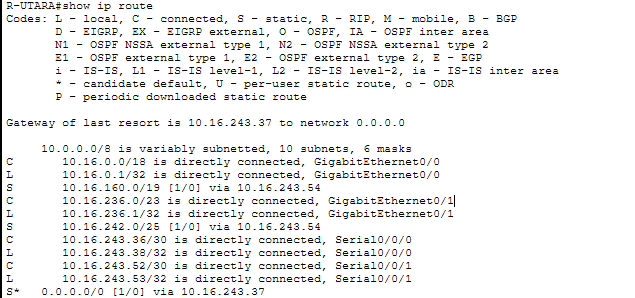 R-UTARA#show ip route
Codes: L - local, C - connected, S - static, R - RIP, M - mobile, B - BGP
       D - EIGRP, EX - EIGRP external, O - OSPF, IA - OSPF inter area
       N1 - OSPF NSSA external type 1, N2 - OSPF NSSA external type 2
       E1 - OSPF external type 1, E2 - OSPF external type 2, E - EGP
       i - IS-IS, L1 - IS-IS level-1, L2 - IS-IS level-2, ia - IS-IS inter area
       * - candidate default, U - per-user static route, o - ODR
       P - periodic downloaded static route

Gateway of last resort is 10.16.243.37 to network 0.0.0.0

     10.0.0.0/8 is variably subnetted, 10 subnets, 6 masks
C       10.16.0.0/18 is directly connected, GigabitEthernet0/0
L       10.16.0.1/32 is directly connected, GigabitEthernet0/0
S       10.16.160.0/19 [1/0] via 10.16.243.54
C       10.16.236.0/23 is directly connected, GigabitEthernet0/1
L       10.16.236.1/32 is directly connected, GigabitEthernet0/1
S       10.16.242.0/25 [1/0] via 10.16.243.54
C       10.16.243.36/30 is directly connected, Serial0/0/0
L       10.16.243.38/32 is directly connected, Serial0/0/0
C       10.16.243.52/30 is directly connected, Serial0/0/1
L       10.16.243.53/32 is directly connected, Serial0/0/1
S*   0.0.0.0/0 [1/0] via 10.16.243.37